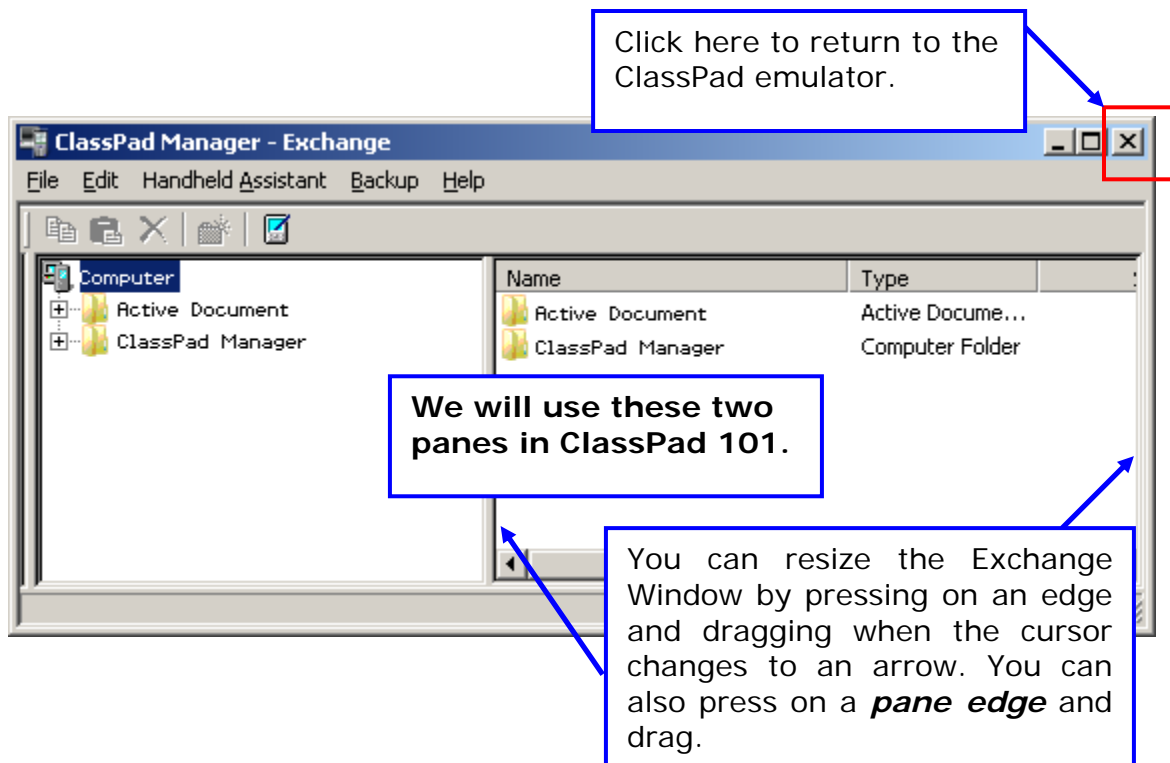 Click here to return to the
ClassPad emulator.
ClassPad Manager - Exchange
File Edit Handheld Assistant Backup Help
Computer
Active Document
ClassPad Manager
Name Type
Active Document Active Docume...
ClassPad Manager Computer Folder
We will use these two
panes in ClassPad 101.
You can resize the Exchange
Window by pressing on an edge
and dragging when the cursor
changes to an arrow. You can
also press on a pane edge and
drag.